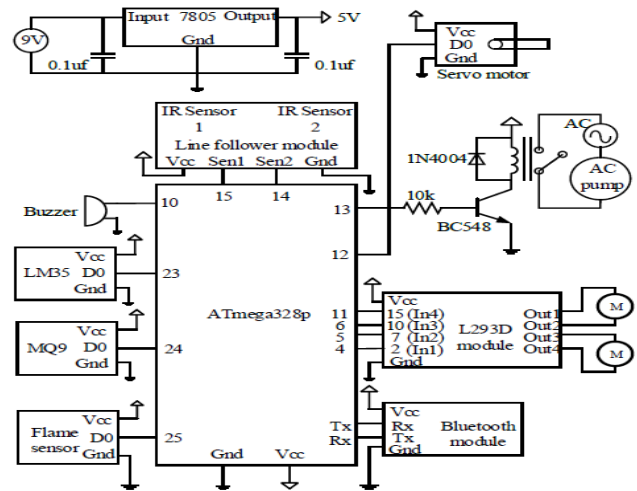 Input 7805 Output
5V
9V
Gnd
0.1uf
0.1uf
Vcc
D0
Gnd
Servo motor
IR Sensor IR Sensor
1 2
Line follower module
Vcc Sen1 Sen2 Gnd
AC
1N4004
AC
pump
10k
BC548
15 14
10
13
Buzzer
12
Vcc
LM35 D0
Gnd
23
ATmega328p
Vcc
MQ9 D0
Gnd
24
11
6
5
4
Vcc
15 (In4)
10 (In3)
7 (In2)
2 (In1)
Gnd
L293D
module
Out1
Out2
Out3
Out4
M
M
Vcc
Flame D0
sensor Gnd
25
Tx
Rx
Vcc
Rx
Tx
Gnd
Bluetooth
module
Gnd Vcc